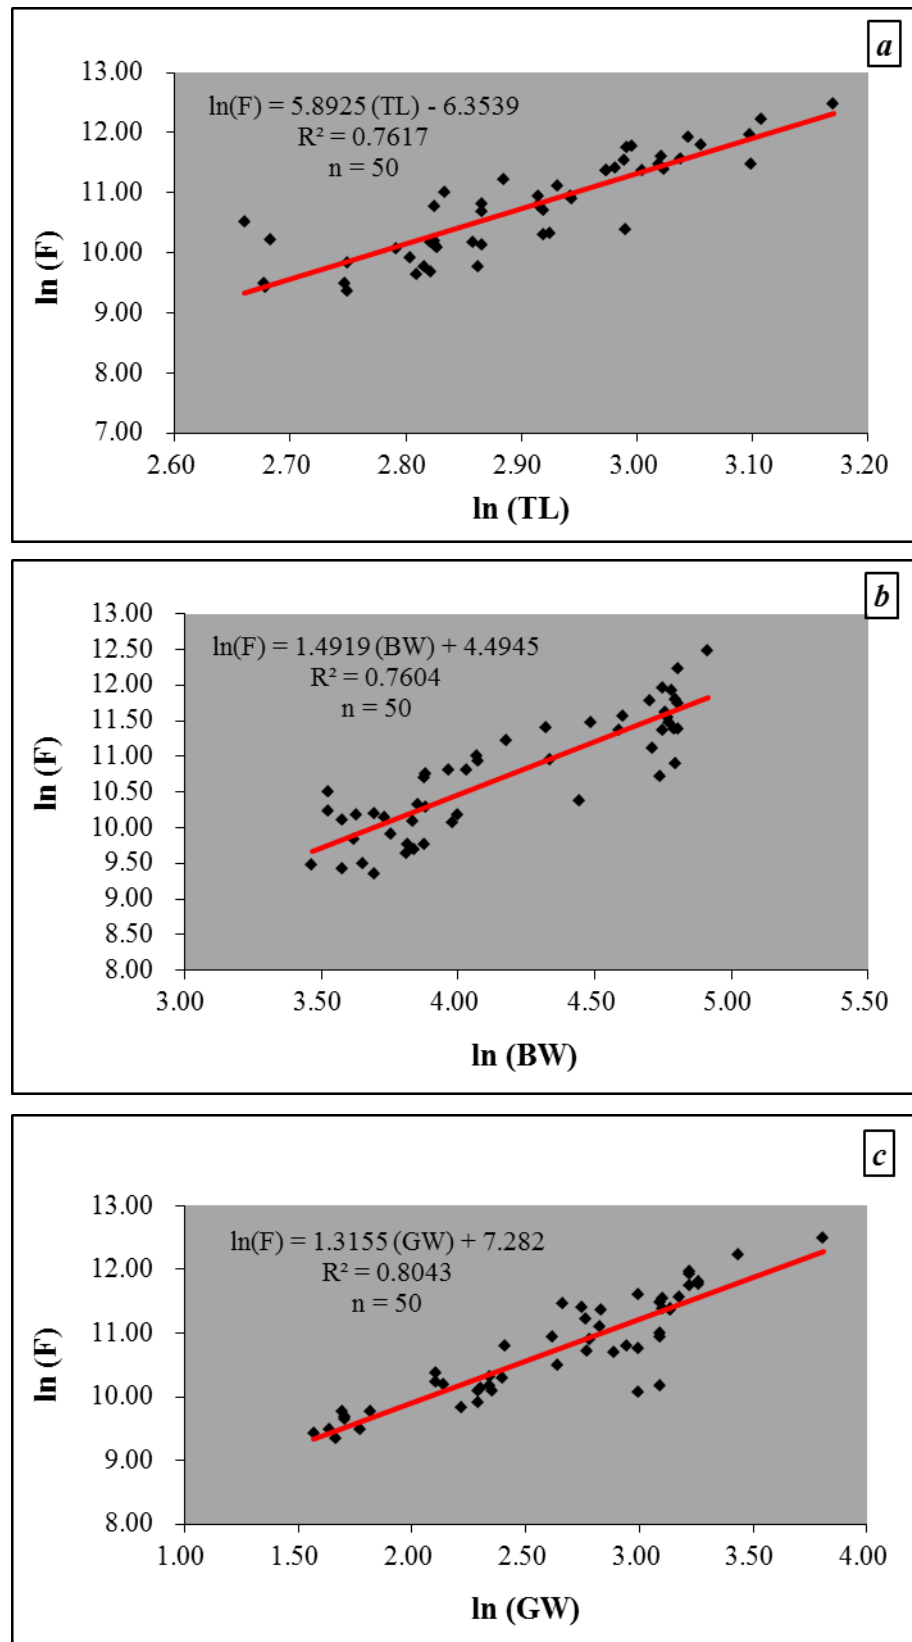 a
13.00
12.00
11.00
10.00
9.00
8.00
7.00
ln (F)
ln(F) = 5.8925 (TL) - 6.3539
R² = 0.7617
n = 50
2.60 2.70 2.80 2.90 3.00 3.10 3.20
ln (TL)
b
13.00
12.50
12.00
11.50
11.00
10.50
10.00
9.50
9.00
8.50
8.00
ln (F)
ln(F) = 1.4919 (BW) + 4.4945
R² = 0.7604
n = 50
3.00 3.50 4.00 4.50 5.00 5.50
ln (BW)
c
13.00
12.00
11.00
10.00
9.00
8.00
ln (F)
ln(F) = 1.3155 (GW) + 7.282
R² = 0.8043
n = 50
1.00 1.50 2.00 2.50 3.00 3.50 4.00
ln (GW)